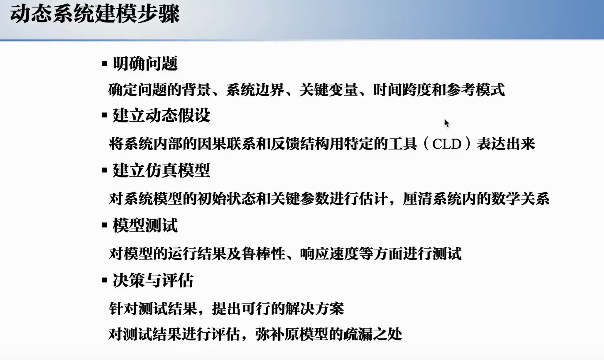 动态系统建模步骤
▪ 明确问题
确定问题的背景、系统边界、关键变量、时间跨度和参考模式
▪ 建立动态假设
将系统内部的因果联系和反馈结构用特定的工具（CLD）表达出来
▪ 建立仿真模型
对系统模型的初始状态和关键参数进行估计，厘清系统内的数学关系
▪ 模型测试
对模型的运行结果及鲁棒性、响应速度等方面进行测试
▪ 决策与评估
针对测试结果，提出可行的解决方案
对测试结果进行评估，弥补原模型的疏漏之处